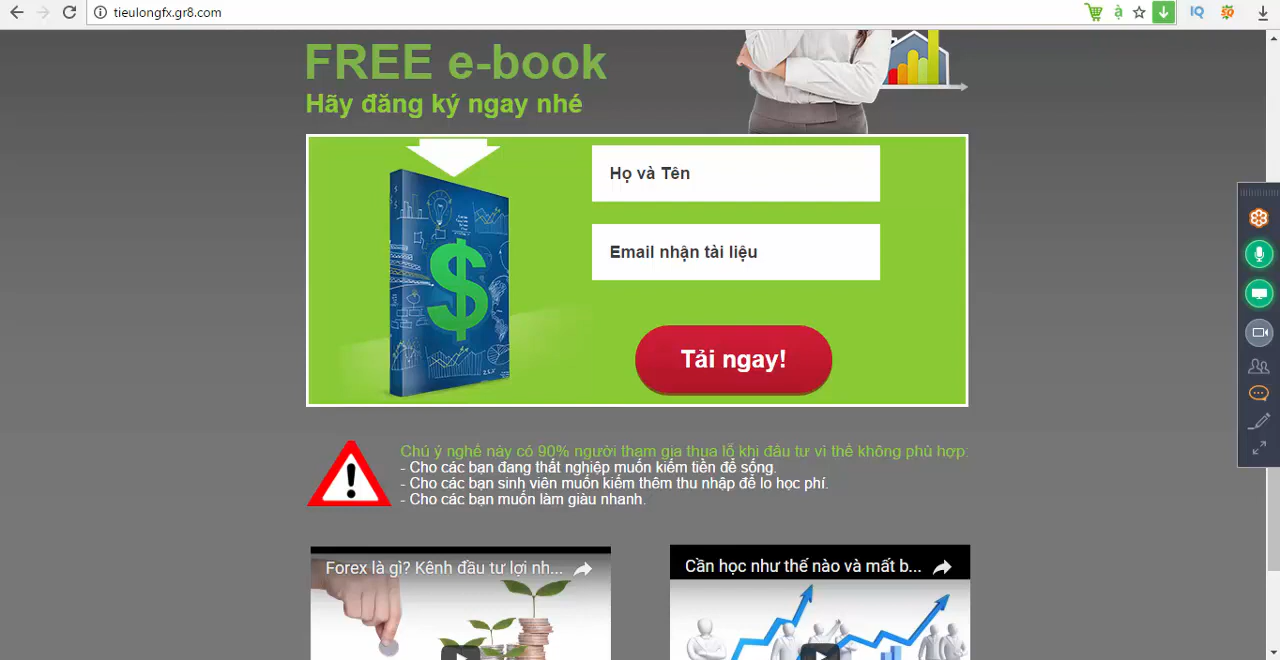 tieulongfx.gr8.com
FREE e-book
Hãy đăng ký ngay nhé
Họ và Tên
Email nhận tài liệu
$
Tải ngay!
Chú ý nghề này có 90% người tham gia thua lỗ khi đầu tư vì thế không phù hợp:
- Cho các bạn đang thất nghiệp muốn kiếm tiền để sống.
- Cho các bạn sinh viên muốn kiếm thêm thu nhập để lo học phí.
- Cho các bạn muốn làm giàu nhanh.
Forex là gì? Kênh đầu tư lợi nh...
Cần học như thế nào và mất b...